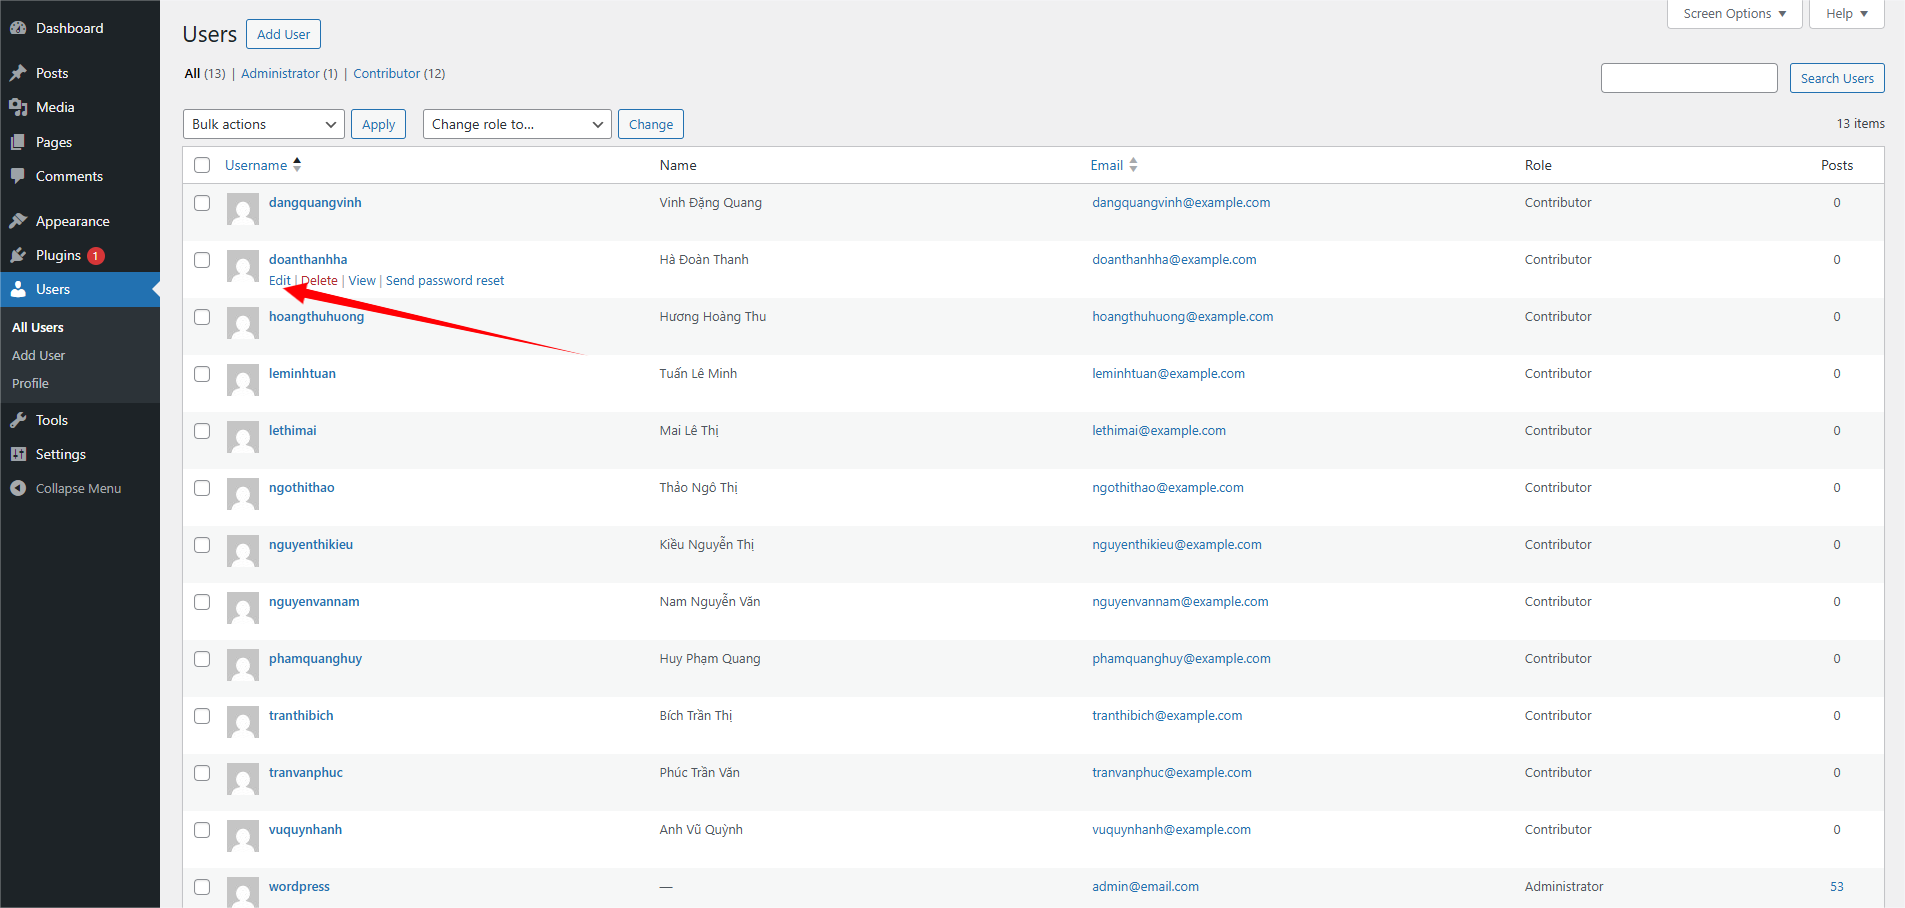 Dashboard
Posts
Media
Pages
Comments
Appearance
Plugins 1
Users
All Users
Add User
Profile
Tools
Settings
Collapse Menu
Screen Options Help
Users Add User
All (13) | Administrator (1) | Contributor (12)
Search Users
Bulk actions Apply Change role to... Change 13 items
Username Name Email Role Posts
dangquangvinh Vinh Đặng Quang dangquangvinh@example.com Contributor 0
doanthanhha Hà Đoàn Thanh doanthanhha@example.com Contributor 0
Edit | Delete | View | Send password reset
hoangthuhuong Hương Hoàng Thu hoangthuhuong@example.com Contributor 0
leminhtuan Tuấn Lê Minh leminhtuan@example.com Contributor 0
lethimai Mai Lê Thị lethimai@example.com Contributor 0
ngothithao Thảo Ngô Thị ngothithao@example.com Contributor 0
nguyenthikieu Kiều Nguyễn Thị nguyenthikieu@example.com Contributor 0
nguyenvannam Nam Nguyễn Văn nguyenvannam@example.com Contributor 0
phamquanghuy Huy Phạm Quang phamquanghuy@example.com Contributor 0
tranthibich Bích Trần Thị tranthibich@example.com Contributor 0
tranvanphuc Phúc Trần Văn tranvanphuc@example.com Contributor 0
vuquynhanh Anh Vũ Quỳnh vuquynhanh@example.com Contributor 0
wordpress — admin@email.com Administrator 53